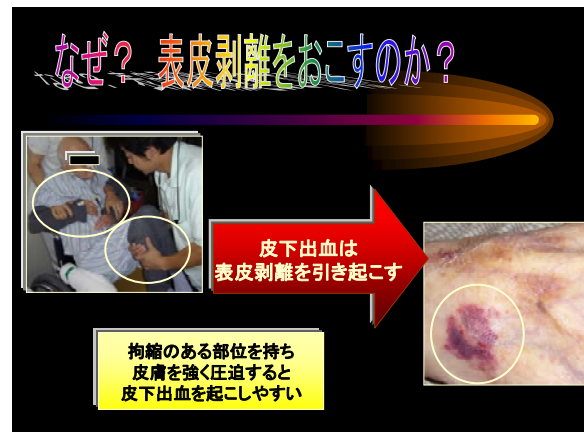 なぜ？ 表皮剥離をおこすのか？
皮下出血は
表皮剥離を引き起こす
拘縮のある部位を持ち
皮膚を強く圧迫すると
皮下出血を起こしやすい